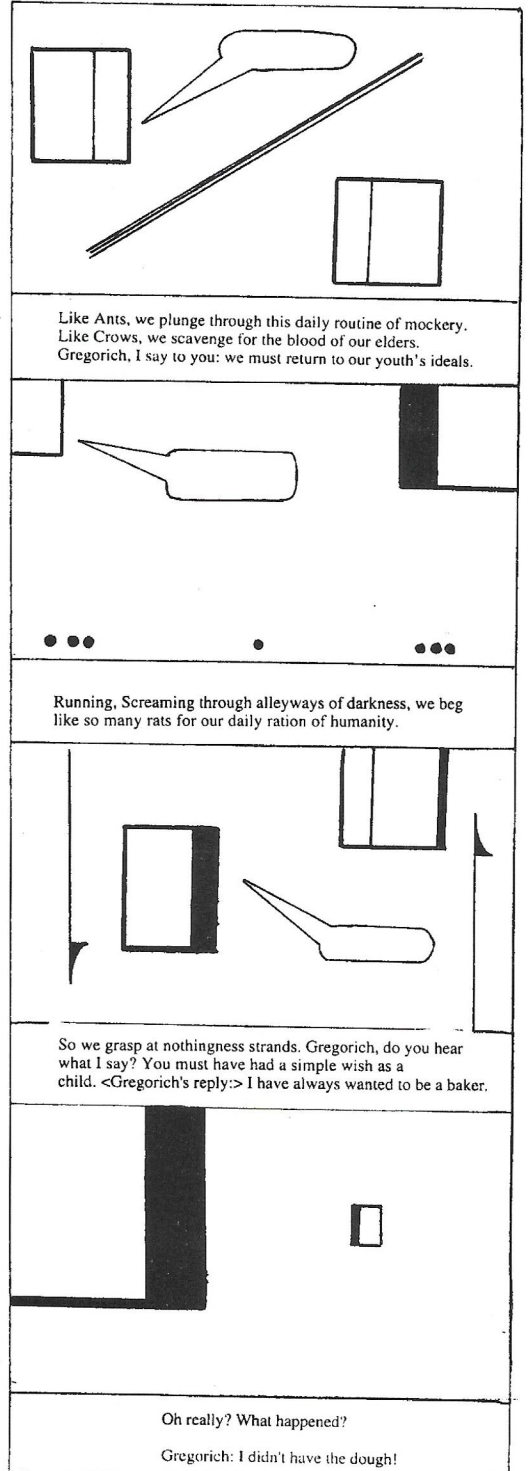 Like Ants, we plunge through this daily routine of mockery.
Like Crows, we scavenge for the blood of our elders.
Gregorich, I say to you: we must return to our youth's ideals.
Running, Screaming through alleyways of darkness, we beg
like so many rats for our daily ration of humanity.
So we grasp at nothingness strands. Gregorich, do you hear
what I say? You must have had a simple wish as a
child. <Gregorich's reply:> I have always wanted to be a baker.
Oh really? What happened?
Gregorich: I didn't have the dough!